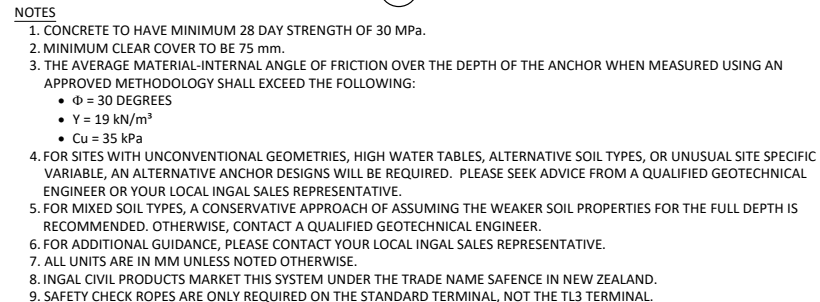 NOTES
1. CONCRETE TO HAVE MINIMUM 28 DAY STRENGTH OF 30 MPa.
2. MINIMUM CLEAR COVER TO BE 75 mm.
3. THE AVERAGE MATERIAL-INTERNAL ANGLE OF FRICTION OVER THE DEPTH OF THE ANCHOR WHEN MEASURED USING AN
APPROVED METHODOLOGY SHALL EXCEED THE FOLLOWING:
• Φ = 30 DEGREES
• Y = 19 kN/m³
• Cu = 35 kPa
4. FOR SITES WITH UNCONVENTIONAL GEOMETRIES, HIGH WATER TABLES, ALTERNATIVE SOIL TYPES, OR UNUSUAL SITE SPECIFIC
VARIABLE, AN ALTERNATIVE ANCHOR DESIGNS WILL BE REQUIRED. PLEASE SEEK ADVICE FROM A QUALIFIED GEOTECHNICAL
ENGINEER OR YOUR LOCAL INGAL SALES REPRESENTATIVE.
5. FOR MIXED SOIL TYPES, A CONSERVATIVE APPROACH OF ASSUMING THE WEAKER SOIL PROPERTIES FOR THE FULL DEPTH IS
RECOMMENDED. OTHERWISE, CONTACT A QUALIFIED GEOTECHNICAL ENGINEER.
6. FOR ADDITIONAL GUIDANCE, PLEASE CONTACT YOUR LOCAL INGAL SALES REPRESENTATIVE.
7. ALL UNITS ARE IN MM UNLESS NOTED OTHERWISE.
8. INGAL CIVIL PRODUCTS MARKET THIS SYSTEM UNDER THE TRADE NAME SAFENCE IN NEW ZEALAND.
9. SAFETY CHECK ROPES ARE ONLY REQUIRED ON THE STANDARD TERMINAL, NOT THE TL3 TERMINAL.